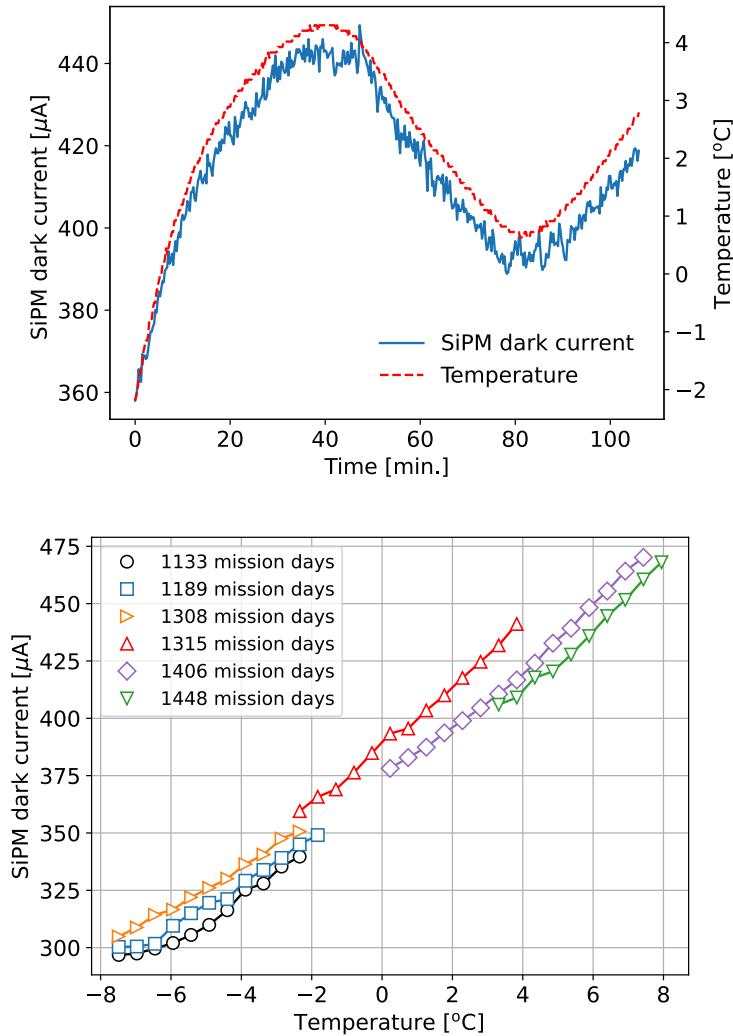 SiPM dark current [μA]
440
420
400
380
360
4
3
2
1
0
−1
−2
Temperature [°C]
SiPM dark current
Temperature
0
20
40
60
80
100
Time [min.]
SiPM dark current [μA]
475
450
425
400
375
350
325
300
1133 mission days
1189 mission days
1308 mission days
1315 mission days
1406 mission days
1448 mission days
−8
−6
−4
−2
0
2
4
6
8
Temperature [°C]